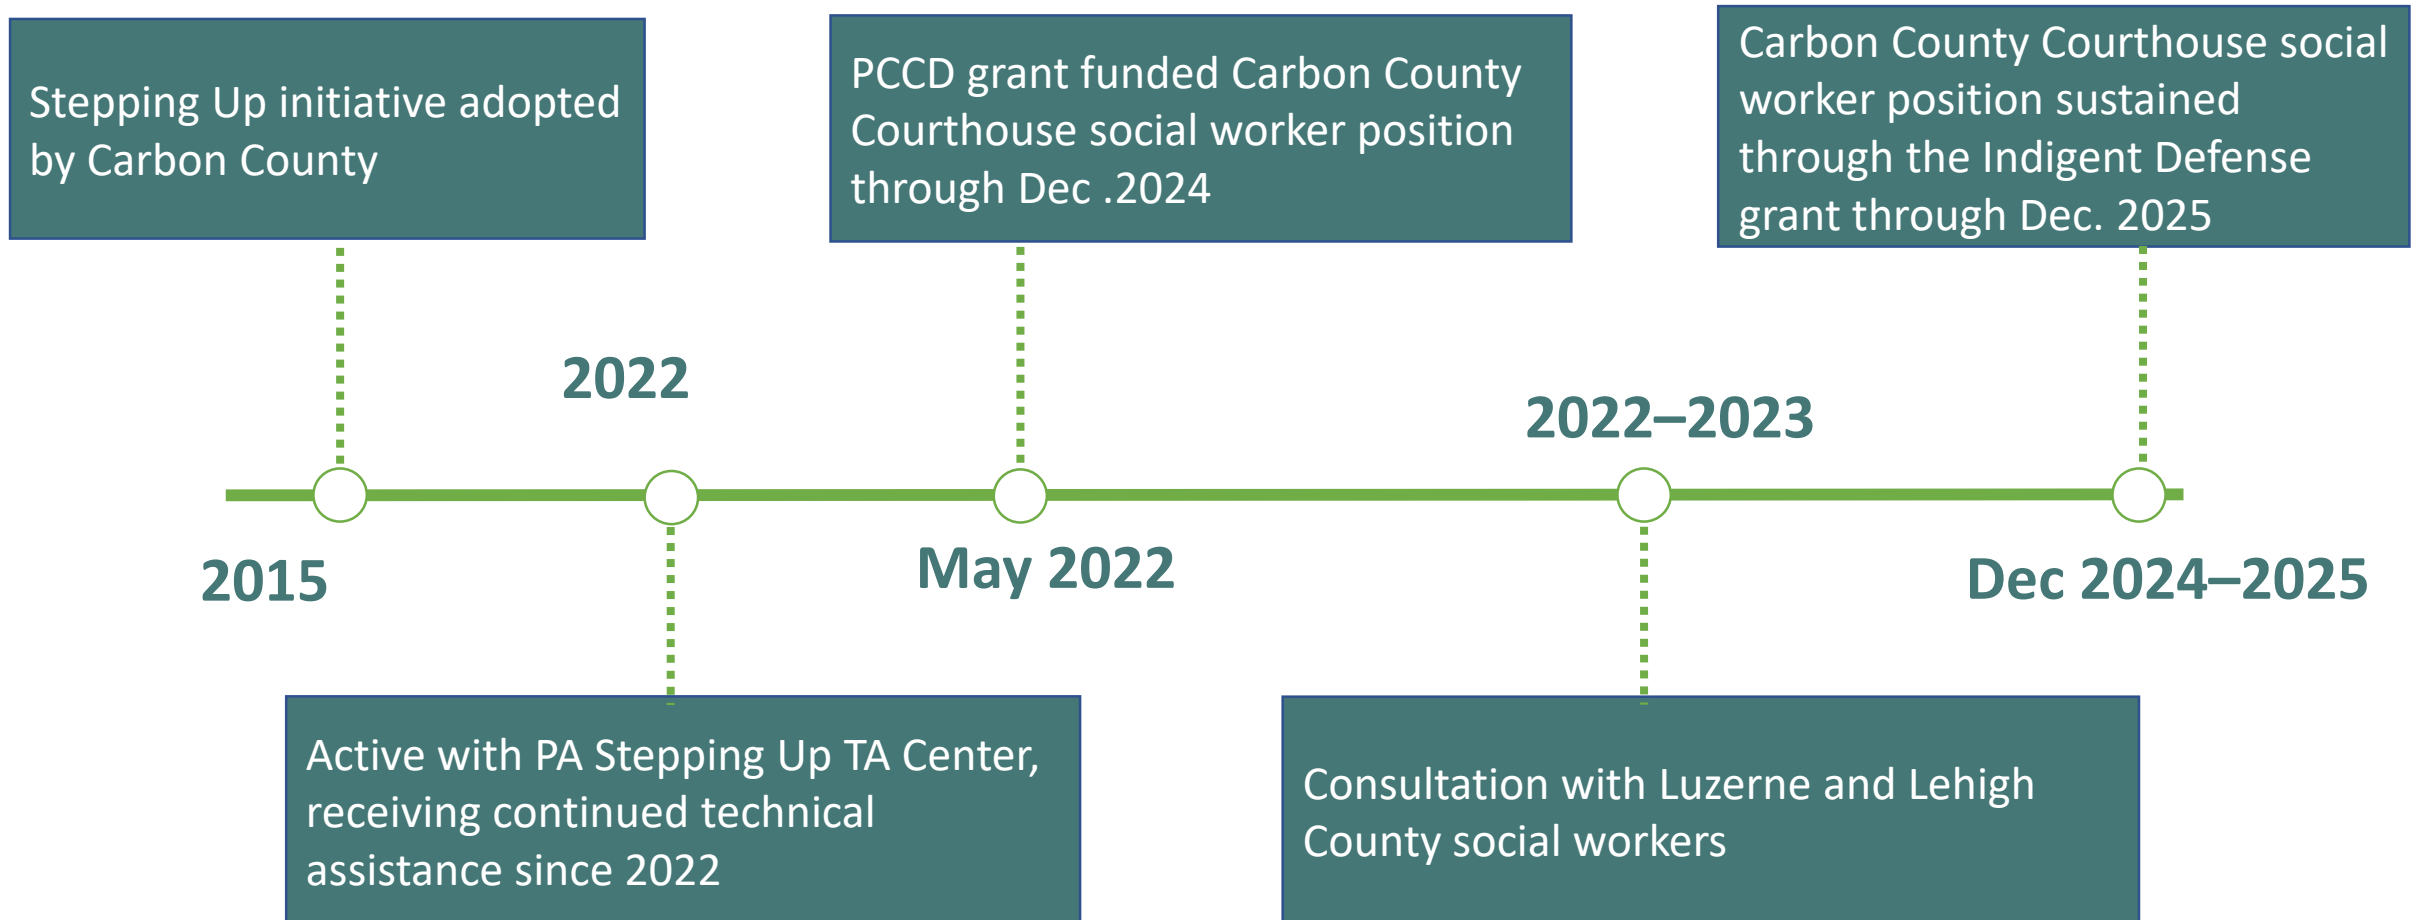 Stepping Up initiative adopted
by Carbon County
PCCD grant funded Carbon County
Courthouse social worker position
through Dec .2024
Carbon County Courthouse social
worker position sustained
through the Indigent Defense
grant through Dec. 2025
2022
2022–2023
2015
May 2022
Dec 2024–2025
Active with PA Stepping Up TA Center,
receiving continued technical
assistance since 2022
Consultation with Luzerne and Lehigh
County social workers